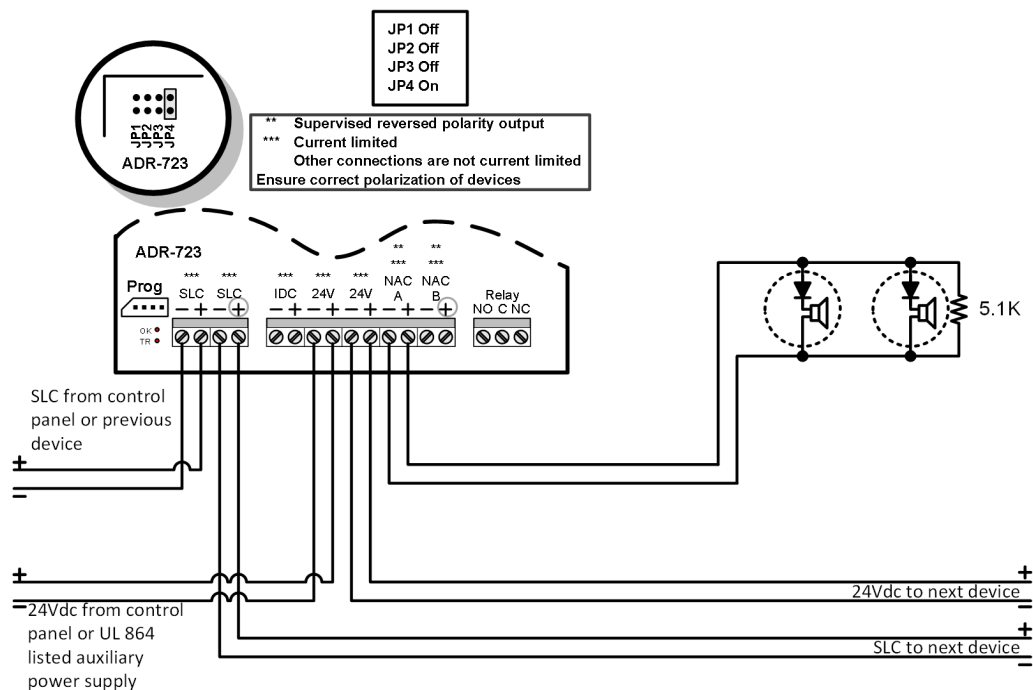 JP1 Off
JP2 Off
JP3 Off
JP4 On
JP1
JP2
JP3
JP4
ADR-723
** Supervised reversed polarity output
*** Current limited
Other connections are not current limited
Ensure correct polarization of devices
ADR-723
Prog
OK
TR
*** *** *** *** *** ** *** ** ***
SLC SLC IDC 24V 24V NAC A NAC B
− + − + − + − + − + − + − +
Relay
NO C NC
5.1K
SLC from control
panel or previous
device
+
−
+
−
24Vdc from control
panel or UL 864
listed auxiliary
power supply
+
24Vdc to next device
−
+
SLC to next device
−